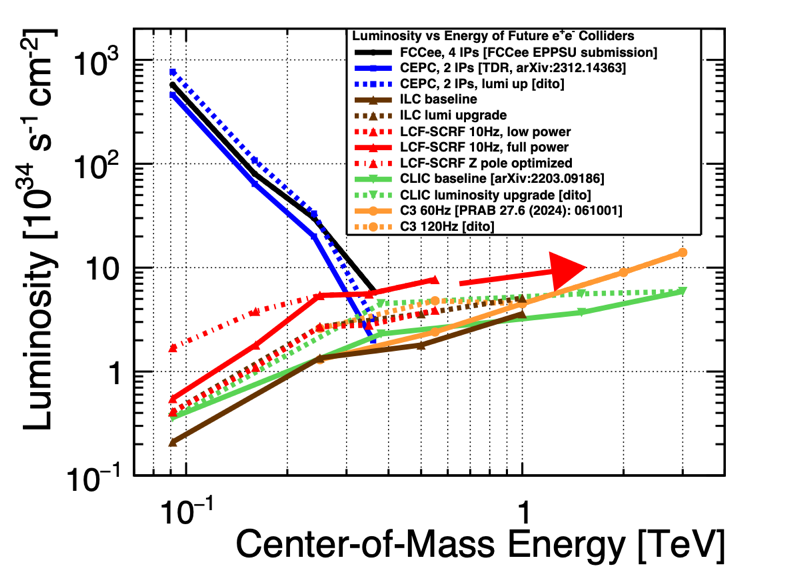 Luminosity vs Energy of Future e⁺e⁻ Colliders
FCCee, 4 IPs [FCCee EPPSU submission]
CEPC, 2 IPs [TDR, arXiv:2312.14363]
CEPC, 2 IPs, lumi up [dito]
ILC baseline
ILC lumi upgrade
LCF-SCRF 10Hz, low power
LCF-SCRF 10Hz, full power
LCF-SCRF Z pole optimized
CLIC baseline [arXiv:2203.09186]
CLIC luminosity upgrade [dito]
C3 60Hz [PRAB 27.6 (2024): 061001]
C3 120Hz [dito]
Luminosity [10³⁴ s⁻¹ cm⁻²]
10³
10²
10
1
10⁻¹
10⁻¹
1
Center-of-Mass Energy [TeV]